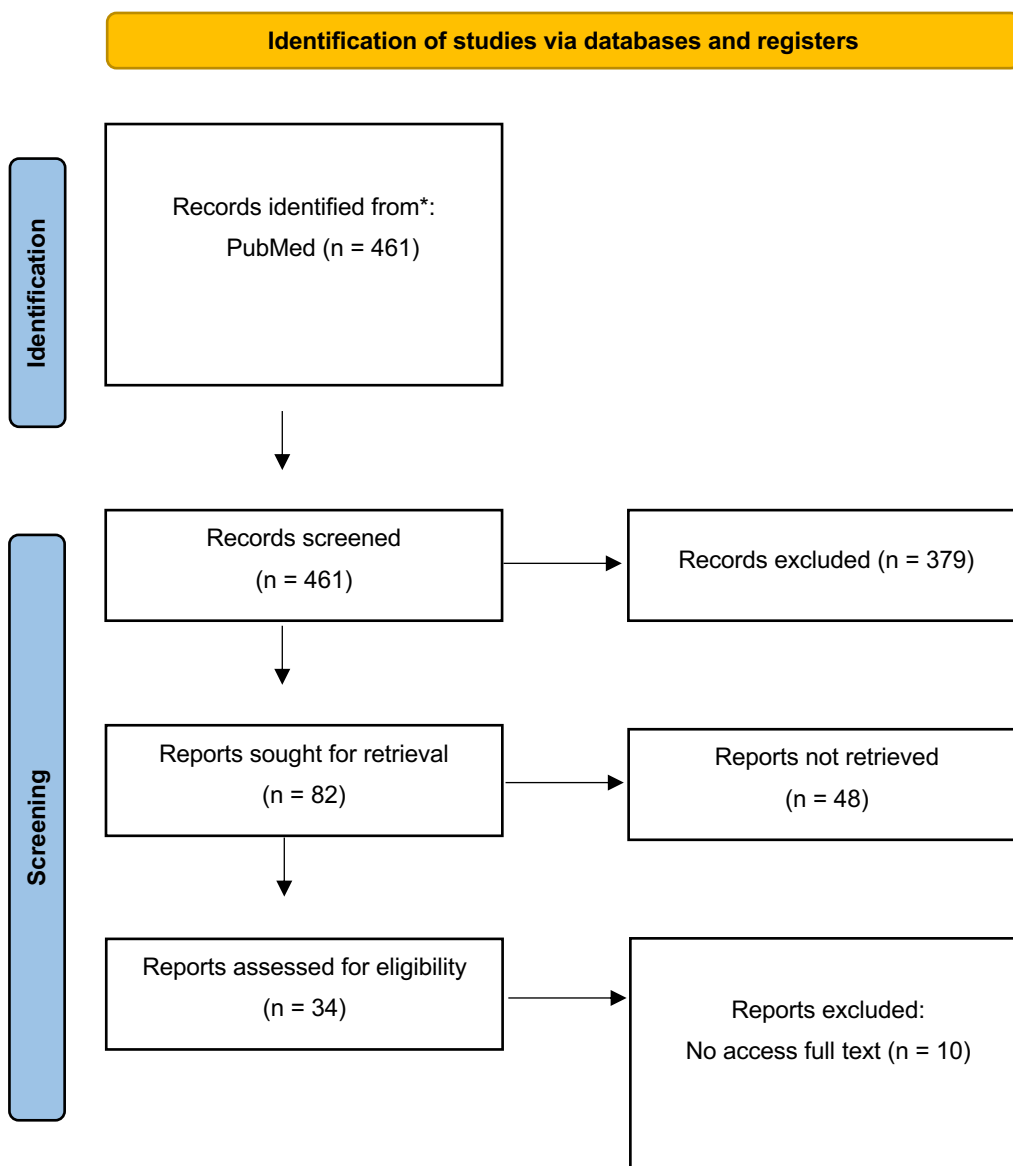 Identification of studies via databases and registers
Identification
Records identified from*:
PubMed (n = 461)
Screening
Records screened
(n = 461)
Records excluded (n = 379)
Reports sought for retrieval
(n = 82)
Reports not retrieved
(n = 48)
Reports assessed for eligibility
(n = 34)
Reports excluded:
No access full text (n = 10)